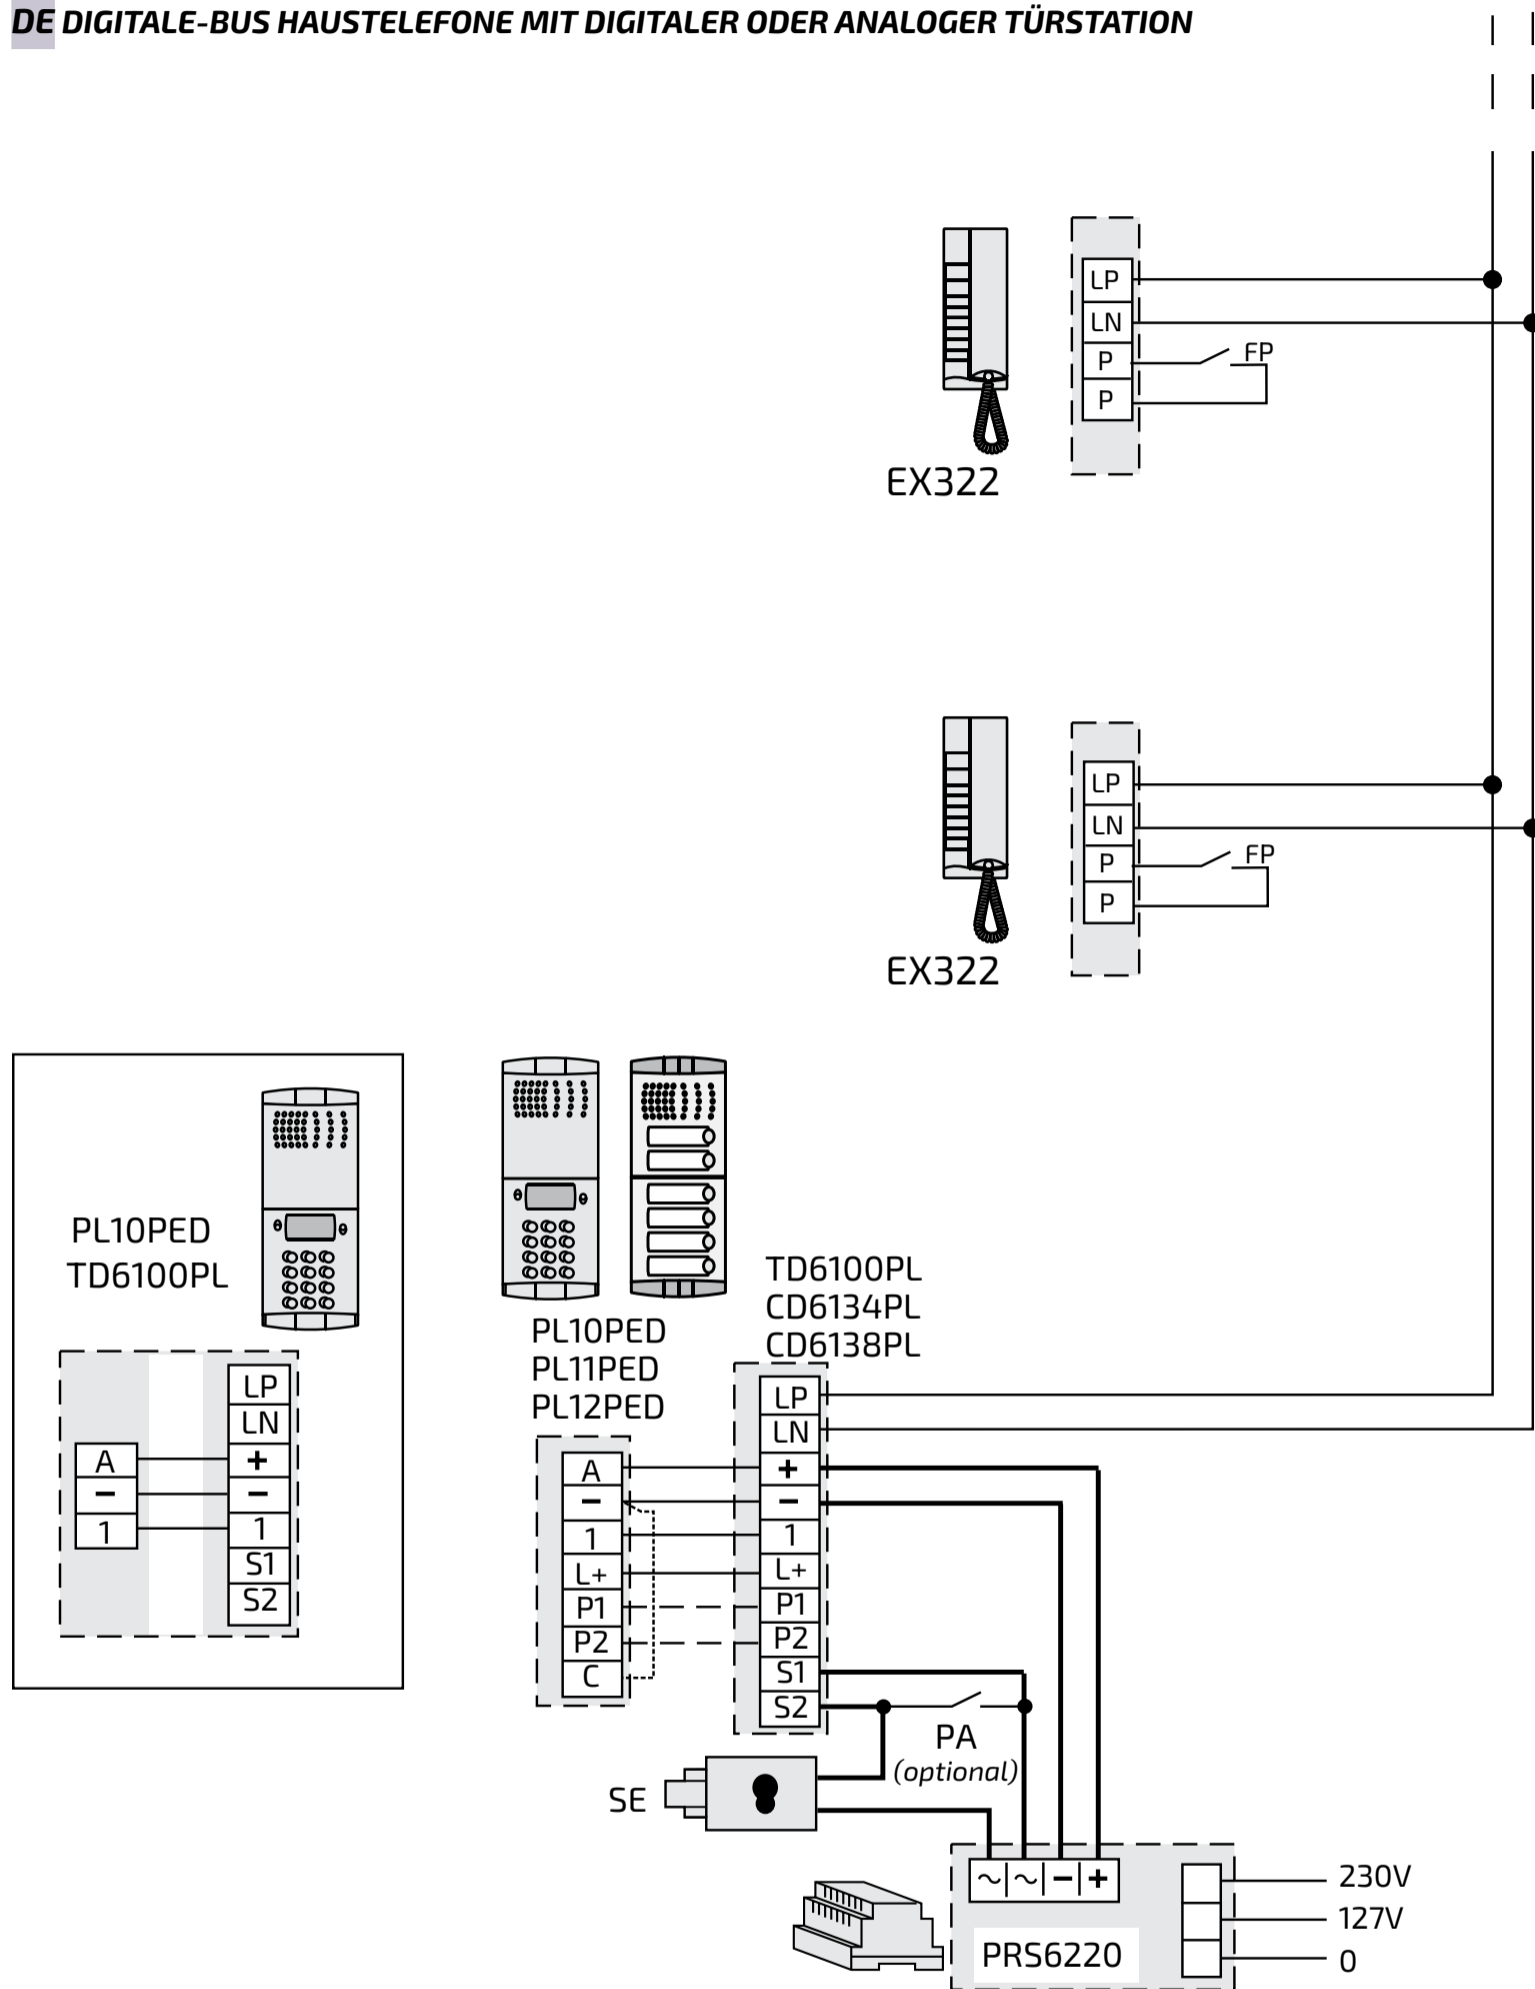 DE DIGITALE-BUS HAUSTELEFONE MIT DIGITALER ODER ANALOGER TÜRSTATION
LP
LN
P
P
FP
EX322
LP
LN
P
P
FP
EX322
PL10PED
TD6100PL
A
−
1
LP
LN
+
−
1
S1
S2
PL10PED
PL11PED
PL12PED
TD6100PL
CD6134PL
CD6138PL
A
−
1
L+
P1
P2
C
LP
LN
+
−
1
L+
P1
P2
S1
S2
PA
(optional)
SE
~ ~ − +
PRS6220
230V
127V
0